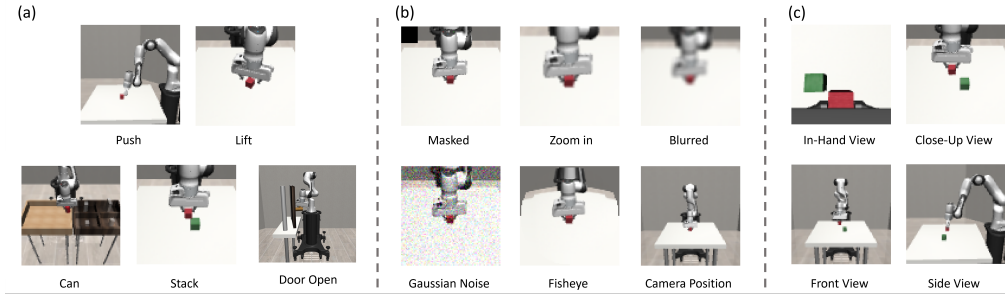 (a)
Push
Lift
Can
Stack
Door Open
(b)
Masked
Zoom in
Blurred
Gaussian Noise
Fisheye
Camera Position
(c)
In-Hand View
Close-Up View
Front View
Side View